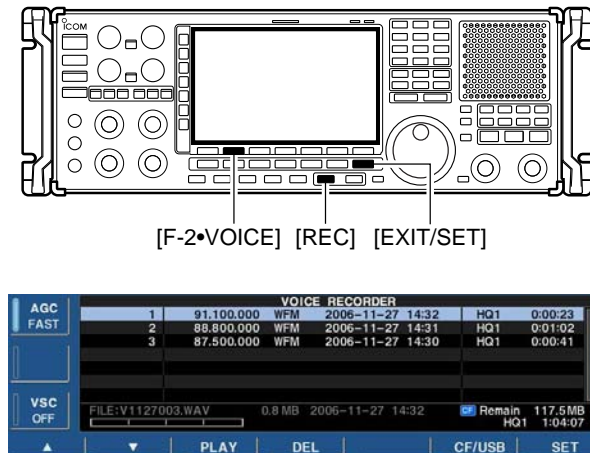 ICOM
[F-2•VOICE] [REC] [EXIT/SET]
VOICE RECORDER
AGC
FAST
1 91.100.000 WFM 2006-11-27 14:32 HQ1 0:00:23
2 88.800.000 WFM 2006-11-27 14:31 HQ1 0:01:02
3 87.500.000 WFM 2006-11-27 14:30 HQ1 0:00:41
VSC
OFF
FILE:V1127003.WAV 0.8 MB 2006-11-27 14:32 CF Remain 117.5MB
HQ1 1:04:07
▲ ▼ PLAY DEL CF/USB SET